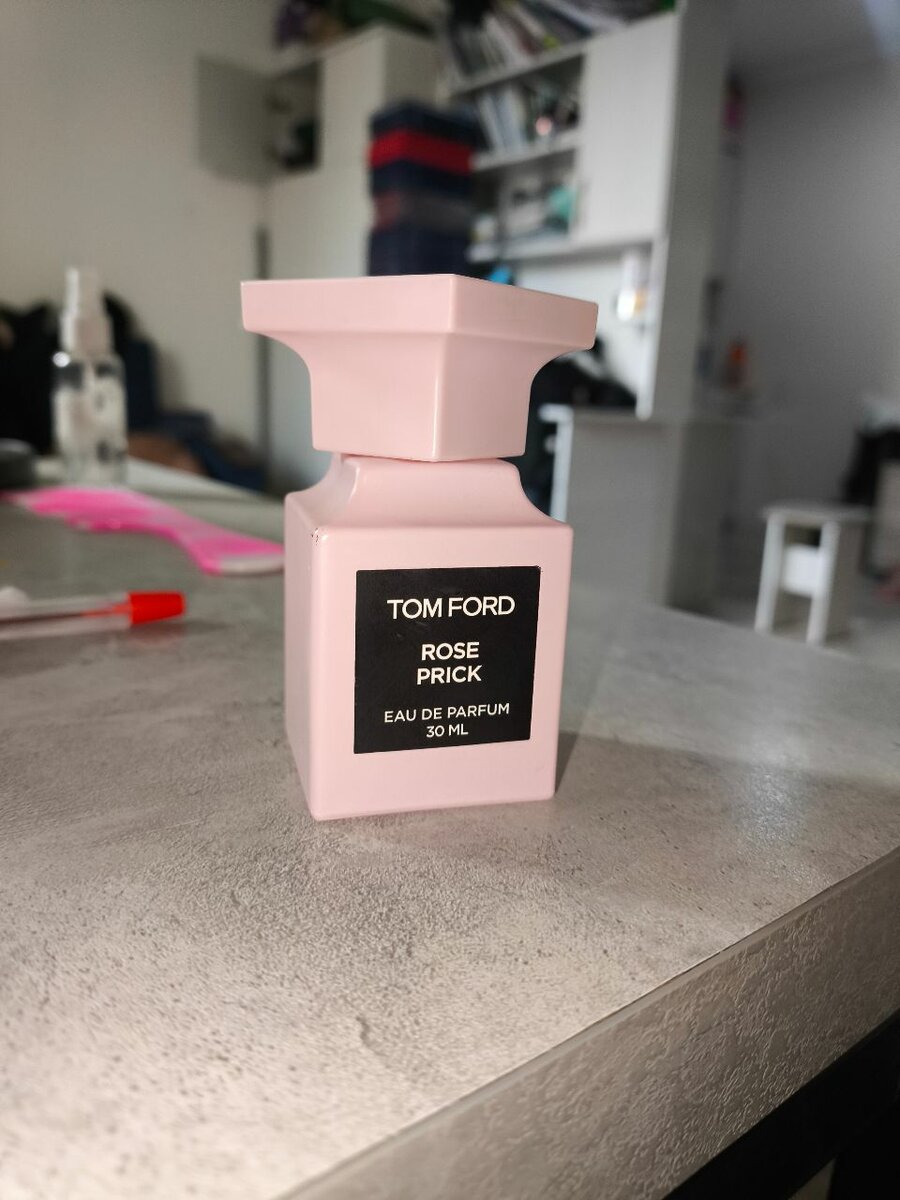 TOM FORD
ROSE
PRICK
EAU DE PARFUM
30 ML